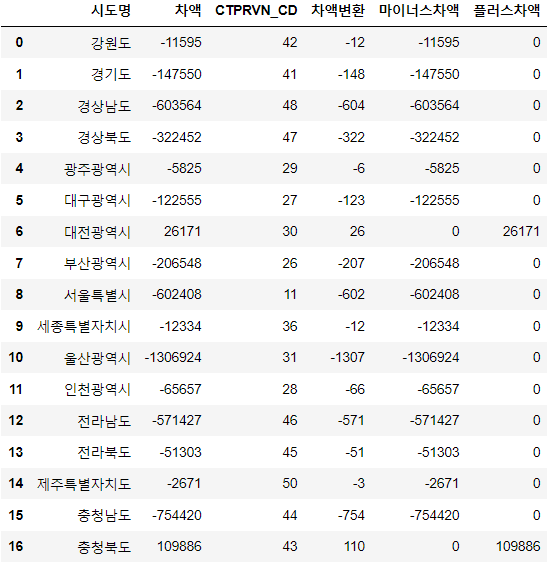 시도명 차액 CTPRVN_CD 차액변환 마이너스차액 플러스차액
0 강원도 -11595 42 -12 -11595 0
1 경기도 -147550 41 -148 -147550 0
2 경상남도 -603564 48 -604 -603564 0
3 경상북도 -322452 47 -322 -322452 0
4 광주광역시 -5825 29 -6 -5825 0
5 대구광역시 -122555 27 -123 -122555 0
6 대전광역시 26171 30 26 0 26171
7 부산광역시 -206548 26 -207 -206548 0
8 서울특별시 -602408 11 -602 -602408 0
9 세종특별자치시 -12334 36 -12 -12334 0
10 울산광역시 -1306924 31 -1307 -1306924 0
11 인천광역시 -65657 28 -66 -65657 0
12 전라남도 -571427 46 -571 -571427 0
13 전라북도 -51303 45 -51 -51303 0
14 제주특별자치도 -2671 50 -3 -2671 0
15 충청남도 -754420 44 -754 -754420 0
16 충청북도 109886 43 110 0 109886